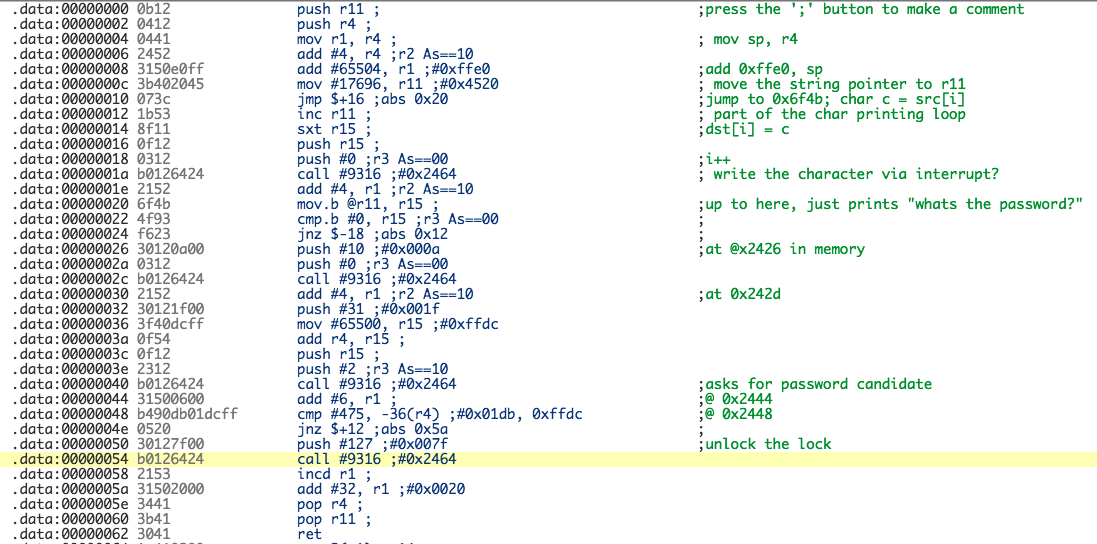 .data:00000000 0b12 push r11 ; ;press the ';' button to make a comment
.data:00000002 0412 push r4 ;
.data:00000004 0441 mov r1, r4 ; ; mov sp, r4
.data:00000006 2452 add #4, r4 ;r2 As==10
.data:00000008 3150e0ff add #65504, r1 ;#0xffe0 ;add 0xffe0, sp
.data:0000000c 3b402045 mov #17696, r11 ;#0x4520 ; move the string pointer to r11
.data:00000010 073c jmp $+16 ;abs 0x20 ;jump to 0x6f4b; char c = src[i]
.data:00000012 1b53 inc r11 ; ; part of the char printing loop
.data:00000014 8f11 sxt r15 ; ;dst[i] = c
.data:00000016 0f12 push r15 ;
.data:00000018 0312 push #0 ;r3 As==00 ;i++
.data:0000001a b0126424 call #9316 ;#0x2464 ; write the character via interrupt?
.data:0000001e 2152 add #4, r1 ;r2 As==10
.data:00000020 6f4b mov.b @r11, r15 ; ;up to here, just prints "whats the password?"
.data:00000022 4f93 cmp.b #0, r15 ;r3 As==00 ;
.data:00000024 f623 jnz $-18 ;abs 0x12 ;
.data:00000026 30120a00 push #10 ;#0x000a ;at @x2426 in memory
.data:0000002a 0312 push #0 ;r3 As==00
.data:0000002c b0126424 call #9316 ;#0x2464
.data:00000030 2152 add #4, r1 ;r2 As==10 ;at 0x242d
.data:00000032 30121f00 push #31 ;#0x001f
.data:00000036 3f40dcff mov #65500, r15 ;#0xffdc
.data:0000003a 0f54 add r4, r15 ;
.data:0000003c 0f12 push r15 ;
.data:0000003e 2312 push #2 ;r3 As==10
.data:00000040 b0126424 call #9316 ;#0x2464 ;asks for password candidate
.data:00000044 31500600 add #6, r1 ; ;@ 0x2444
.data:00000048 b490db01dcff cmp #475, -36(r4) ;#0x01db, 0xffdc ;@ 0x2448
.data:0000004e 0520 jnz $+12 ;abs 0x5a ;
.data:00000050 30127f00 push #127 ;#0x007f ;unlock the lock
.data:00000054 b0126424 call #9316 ;#0x2464
.data:00000058 2153 incd r1 ;
.data:0000005a 31502000 add #32, r1 ;#0x0020
.data:0000005e 3441 pop r4 ;
.data:00000060 3b41 pop r11 ;
.data:00000062 3041 ret